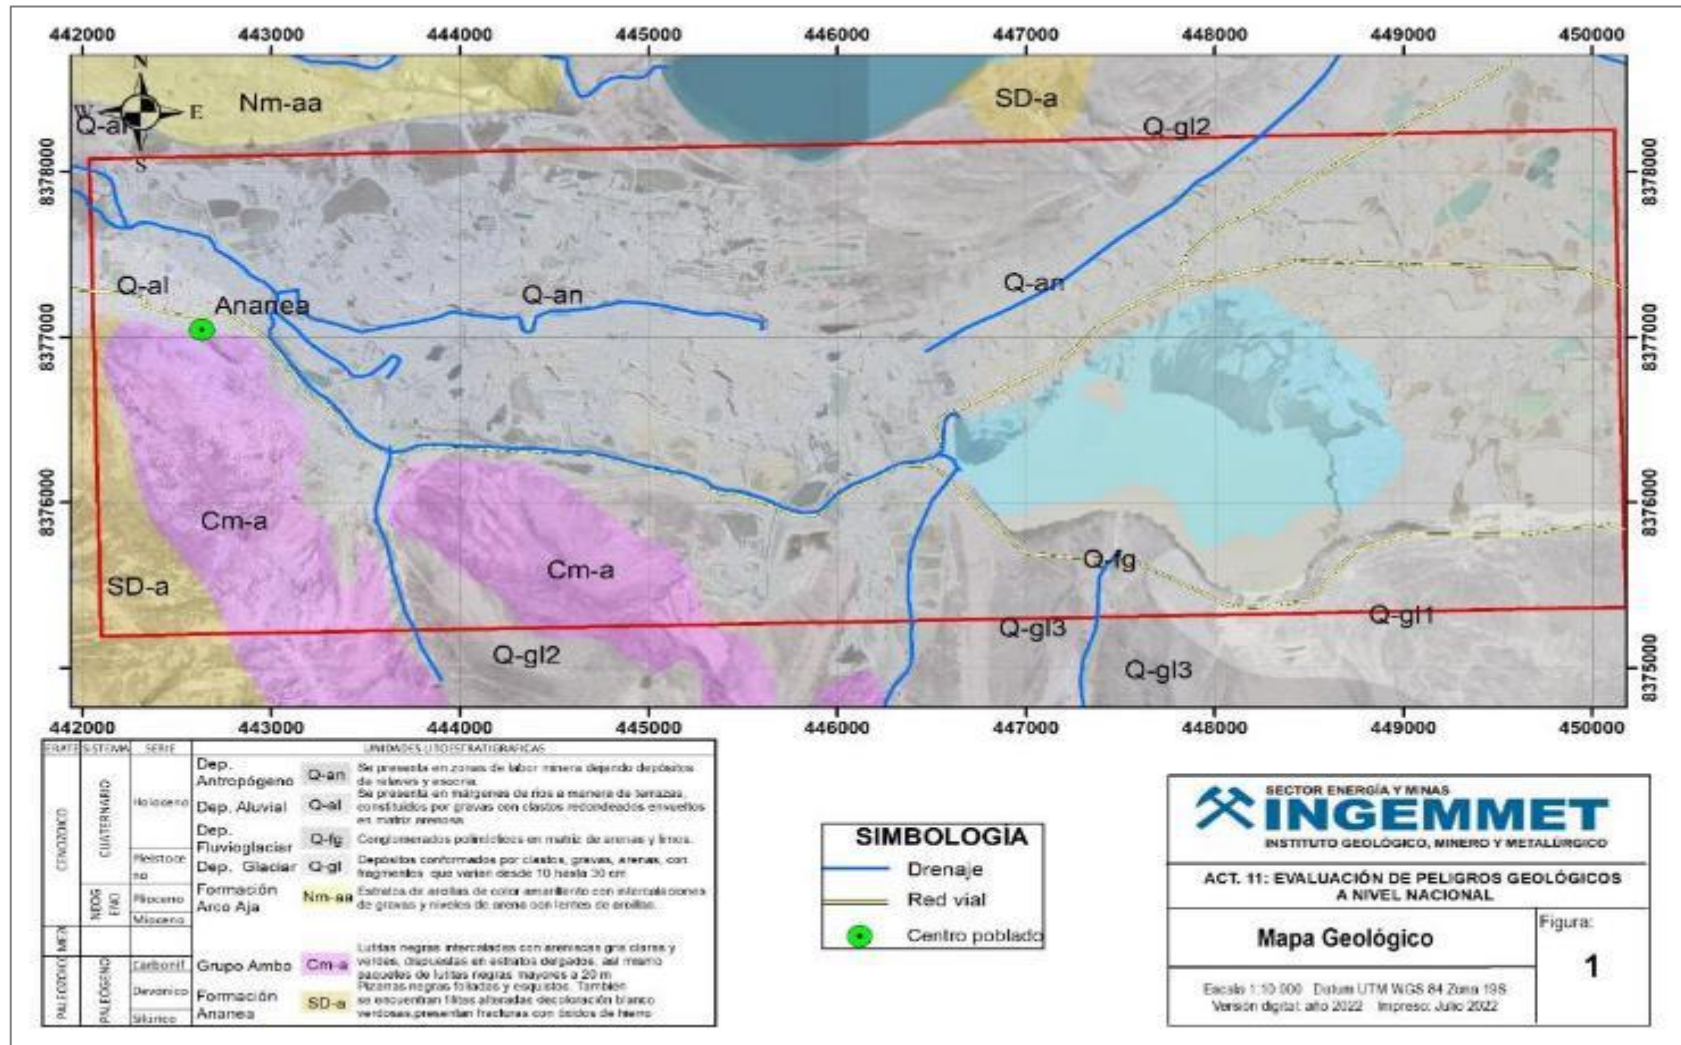 442000 443000 444000 445000 446000 447000 448000 449000 450000
N
W E
S
Nm-aa
SD-a
Q-gl2
8378000
8378000
Q-al
Q-an
Q-an
Ananea
8377000
8377000
8376000
8376000
Cm-a
Cm-a
Q-fg
SD-a
Q-gl1
Q-gl3
Q-gl2
Q-gl3
8375000
8375000
442000 443000 444000 445000 446000 447000 448000 449000 450000
SISTEMA SERIE UNIDADES LITOESTRATIGRAFICAS
CENOZOICO
CUATERNARIO
Holoceno
Dep.
Antropógeno Q-an Se presenta en zonas de labor minera dejando depósitos
de relaves y escoria.
Dep. Aluvial Q-al Se presenta en márgenes de ríos a manera de terrazas,
constituidos por gravas con clastos redondeados envueltos
en matriz arenosa
Dep.
Fluvioglaciar Q-fg Conglomerados polimícticos en matriz de arenas y limos.
Pleistoce
no
Dep. Glaciar Q-gl Depósitos conformados por clastos, gravas, arenas, con
fragmentos que varian desde 10 hasta 30 cm
NEOG
ENO
Plioceno
Mioceno
Formación
Arco Aja Nm-aa Estratos de arcillas de color amarillento con intercalaciones
de gravas y niveles de arena con lentes de arcillas.
PALEOZOICO
PALEÓGENO
Carbonif.
Grupo Ambo Cm-a Lutitas negras intercaladas con areniscas gris claras y
verdes, dispuestas en estratos delgados, así mismo
paquetes de lutitas negras mayores a 20 m
Devonico
Silurico
Formación
Ananea SD-a Pizarras negras foliadas y esquistos. También
se encuentran filitas alteradas decoloración blanco
verdosas,presentan fracturas con óxidos de hierro
SIMBOLOGÍA
Drenaje
Red vial
Centro poblado
SECTOR ENERGÍA Y MINAS
INGEMMET
INSTITUTO GEOLÓGICO, MINERO Y METALÚRGICO
ACT. 11: EVALUACIÓN DE PELIGROS GEOLÓGICOS
A NIVEL NACIONAL
Mapa Geológico
Figura:
1
Escala 1:10 000 Datum UTM WGS 84 Zona 19S
Versión digital: año 2022 Impreso: Julio 2022